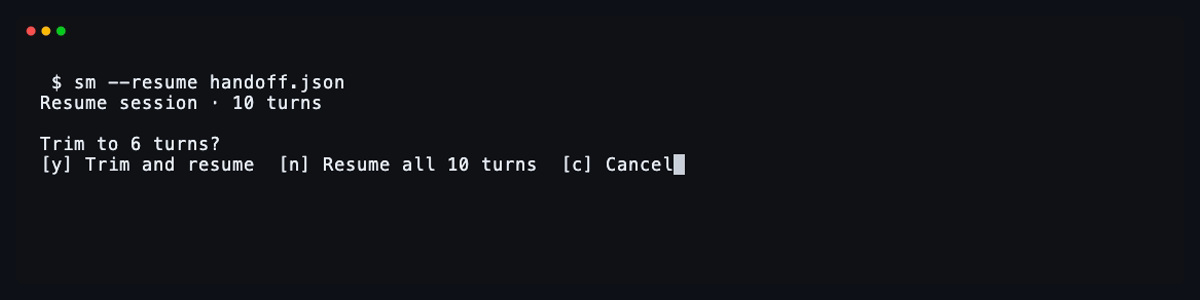 $ sm --resume handoff.json
Resume session · 10 turns
Trim to 6 turns?
[y] Trim and resume  [n] Resume all 10 turns  [c] Cancel